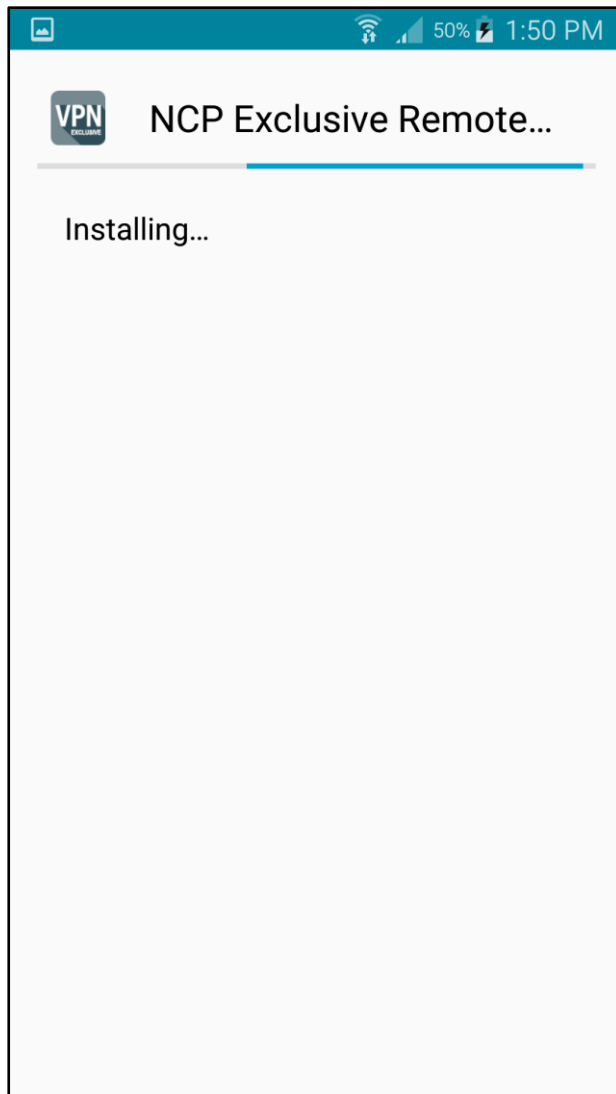 50% 1:50 PM
VPN
EXCLUSIVE
NCP Exclusive Remote…
Installing…